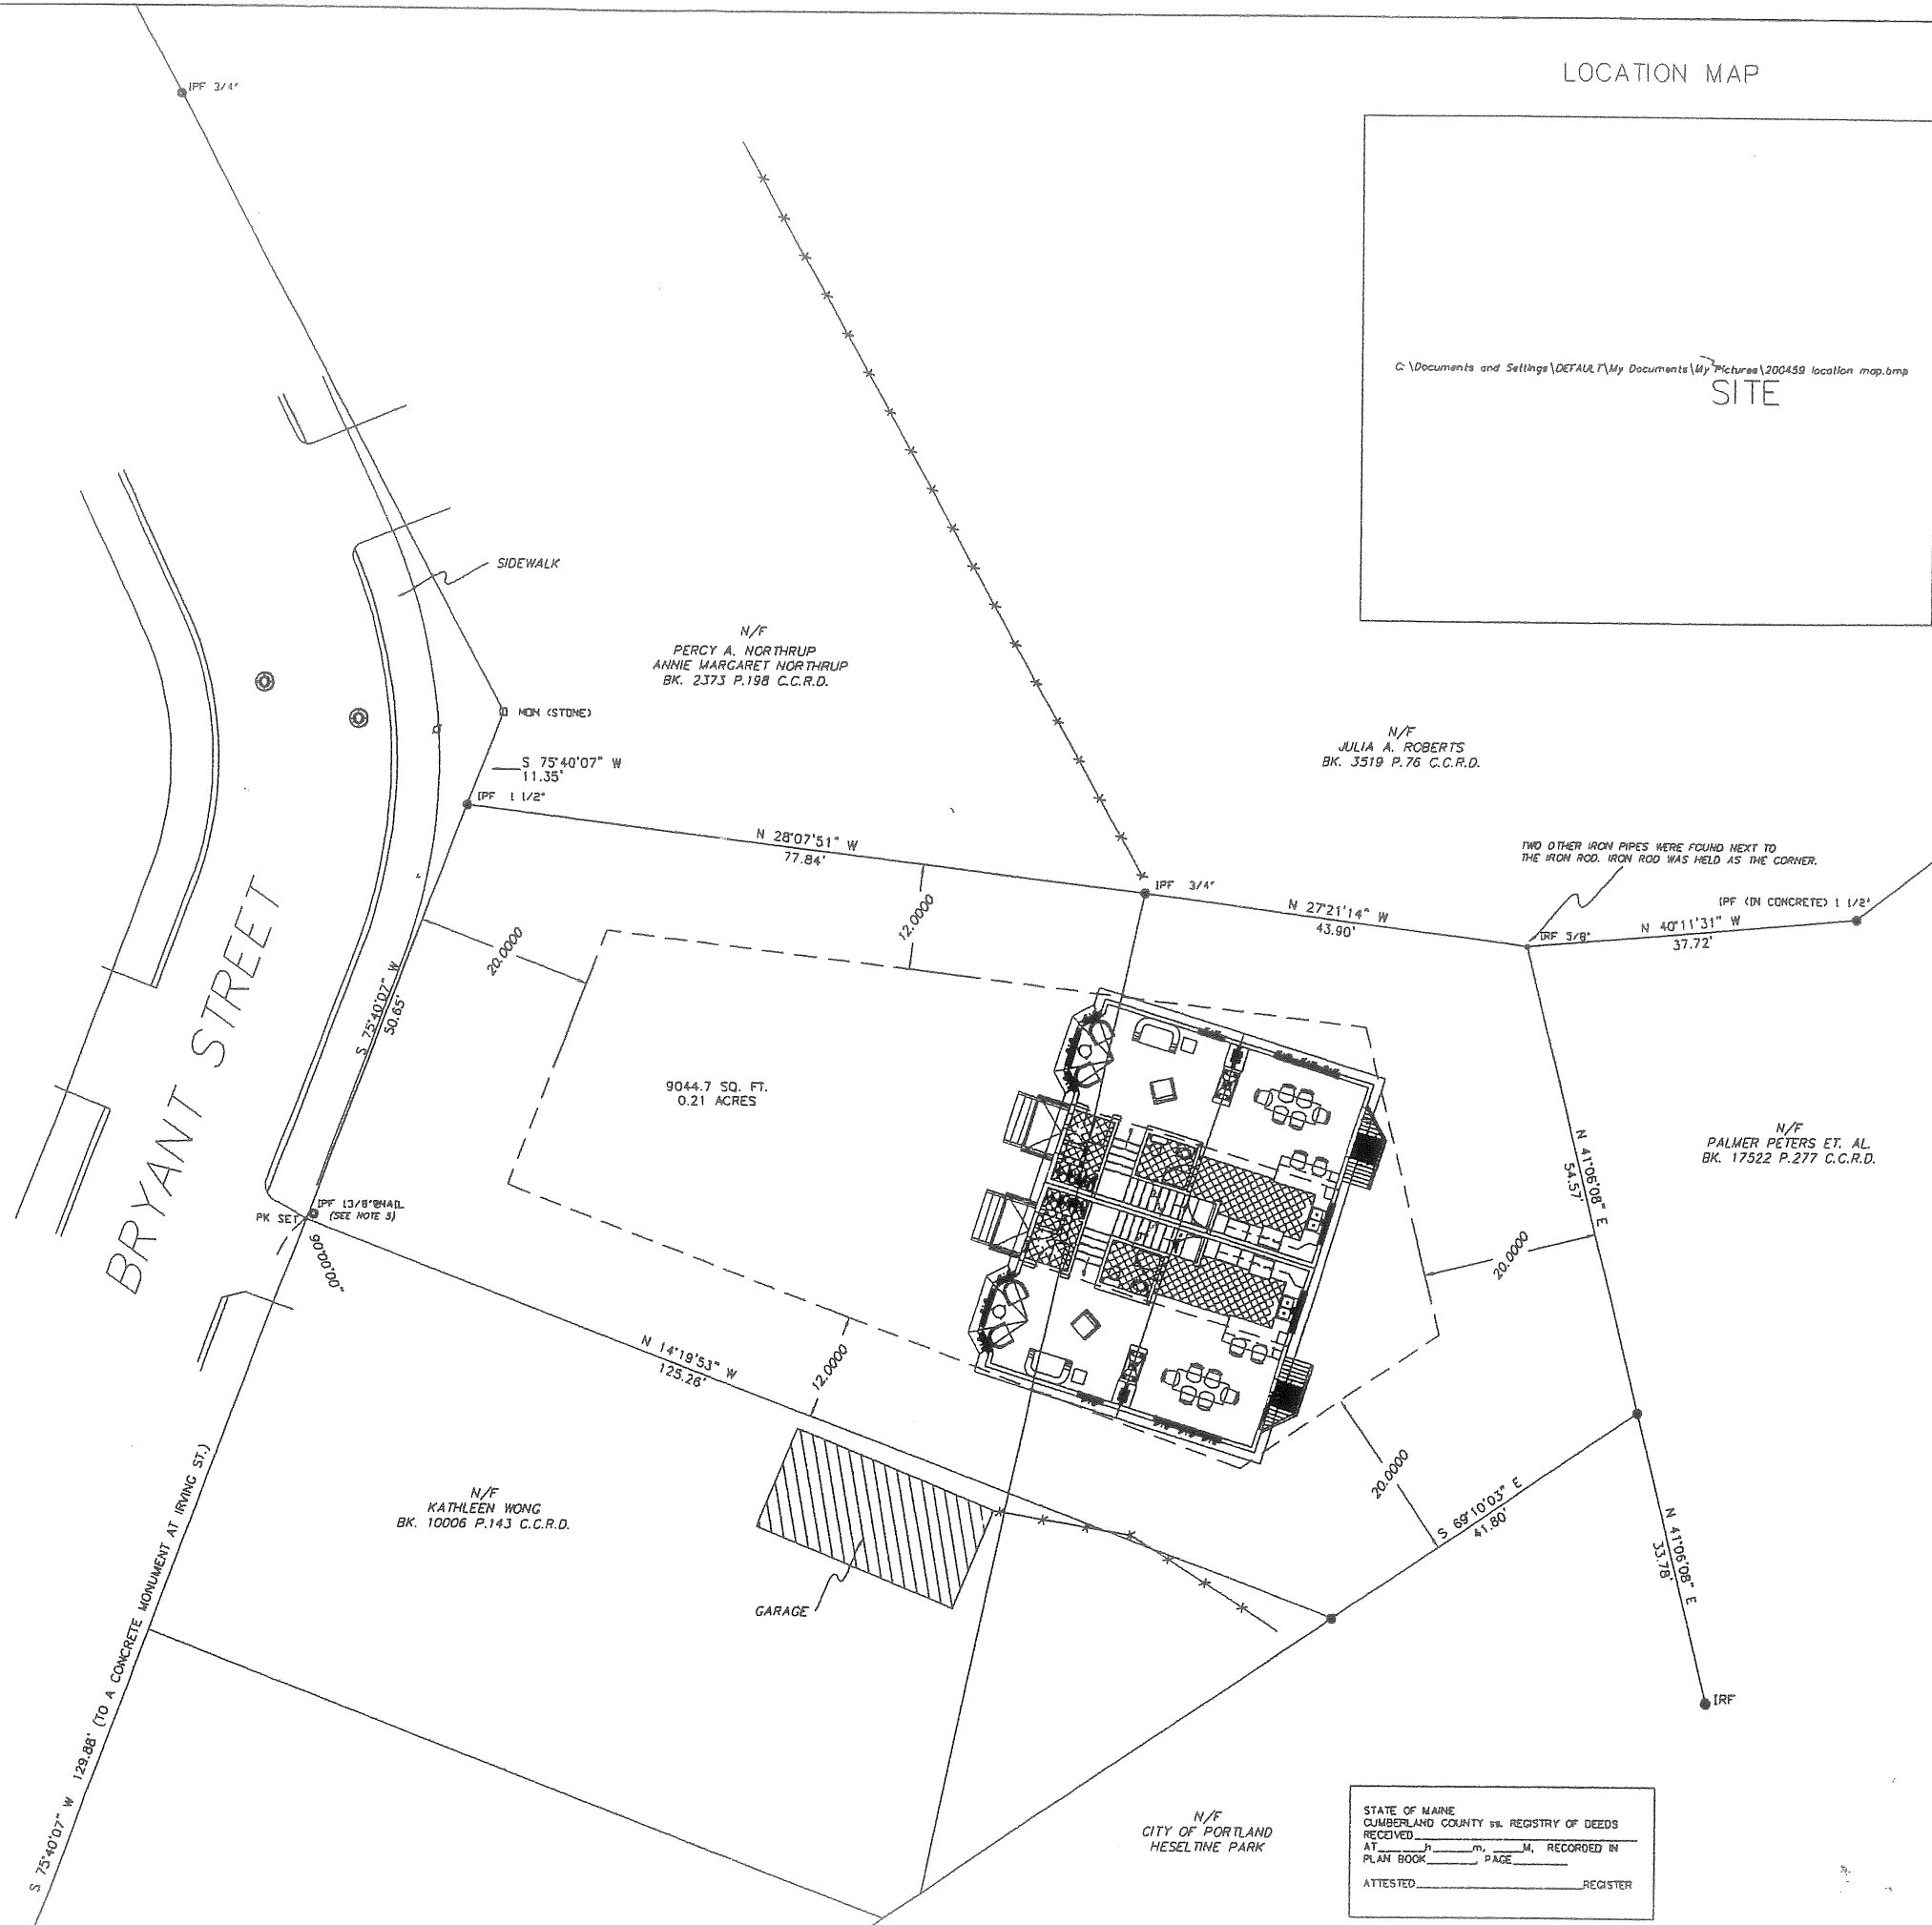 LOCATION MAP
IPF 3/4"
C:\Documents and Settings\DEFAULT\My Documents\My Pictures\200459 location map.bmp
SITE
SIDEWALK
N/F
PERCY A. NORTHRUP
ANNIE MARGARET NORTHRUP
BK. 2373 P.198 C.C.R.D.
MON (STONE)
S 75°40'07" W
11.35'
IPF 1 1/2"
N/F
JULIA A. ROBERTS
BK. 3519 P.76 C.C.R.D.
N 28°07'51" W
77.84'
TWO OTHER IRON PIPES WERE FOUND NEXT TO
THE IRON ROD. IRON ROD WAS HELD AS THE CORNER.
IPF 3/4"
12.0000
N 27°21'14" W
43.90'
IPF (IN CONCRETE) 1 1/2"
IRF 5/8"
N 40°11'31" W
37.72'
20.0000
S 75°40'07" W
50.65'
BRYANT STREET
9044.7 SQ. FT.
0.21 ACRES
N/F
PALMER PETERS ET. AL.
BK. 17522 P.277 C.C.R.D.
N 41°06'08" E
54.57'
IPF 13/8"@NAIL
(SEE NOTE 5)
PK SET
90°00'00"
20.0000
N 14°19'53" W
125.26'
12.0000
20.0000
S 69°10'03" E
41.80'
N 41°06'08" E
33.78'
N/F
KATHLEEN WONG
BK. 10006 P.143 C.C.R.D.
GARAGE
IRF
S 75°40'07" W 129.88' (TO A CONCRETE MONUMENT AT IRVING ST.)
N/F
CITY OF PORTLAND
HESELTINE PARK
STATE OF MAINE
CUMBERLAND COUNTY ss. REGISTRY OF DEEDS
RECEIVED
AT h m, M, RECORDED IN
PLAN BOOK , PAGE
ATTESTED REGISTER